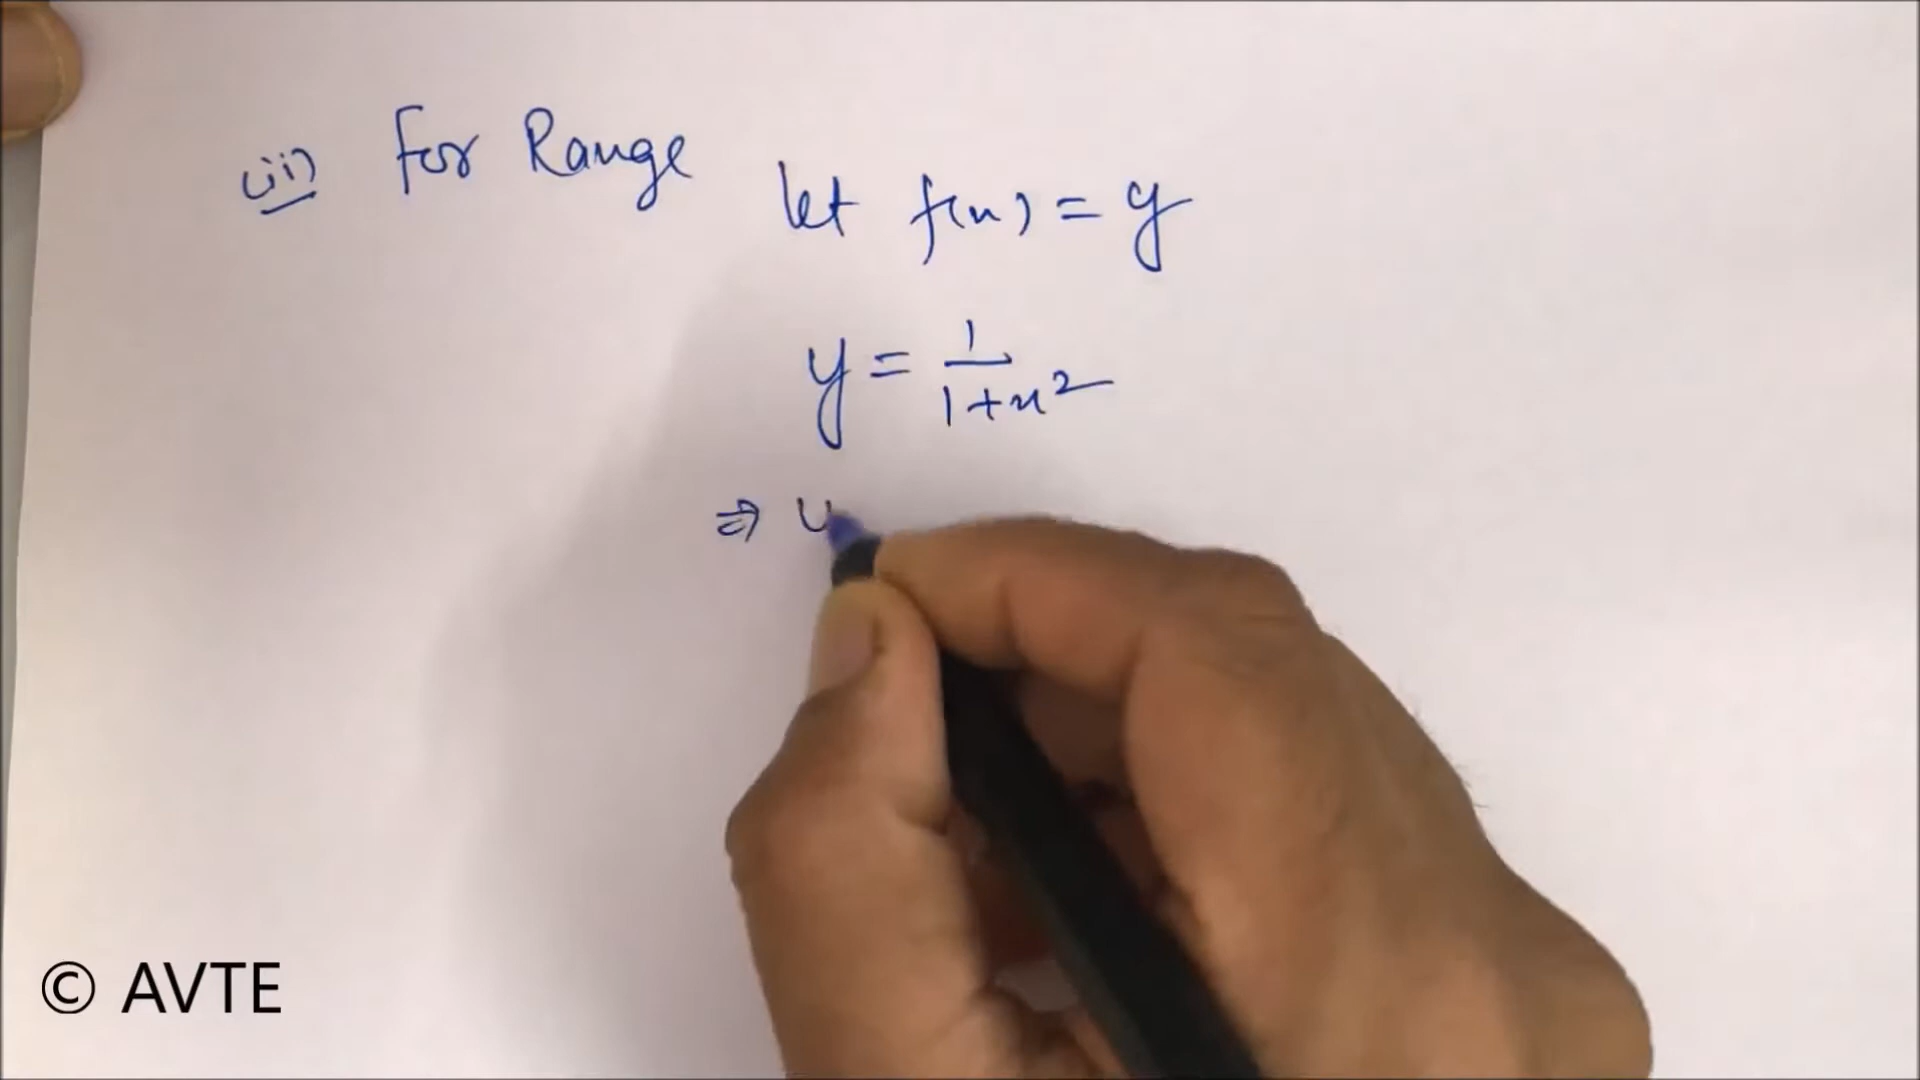 (ii) For Range
let f(x) = y
y = 1/(1+x²)
⇒ y
© AVTE